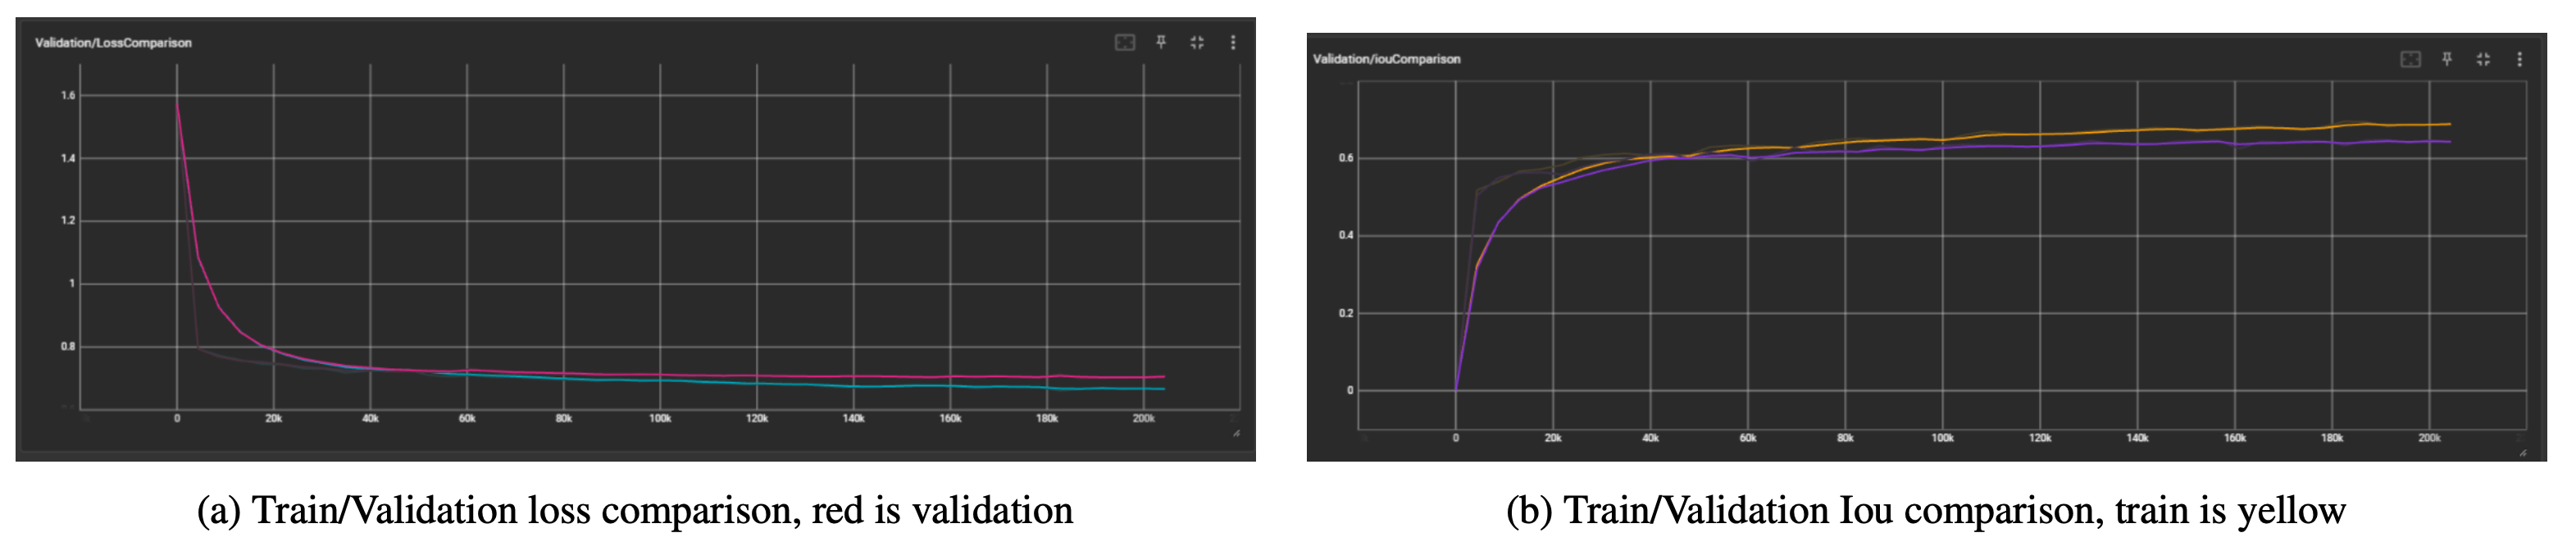 Validation/LossComparison
1.6
1.4
1.2
1
0.8
0 20k 40k 60k 80k 100k 120k 140k 160k 180k 200k
(a) Train/Validation loss comparison, red is validation
Validation/iouComparison
0.6
0.4
0.2
0
0 20k 40k 60k 80k 100k 120k 140k 160k 180k 200k
(b) Train/Validation Iou comparison, train is yellow